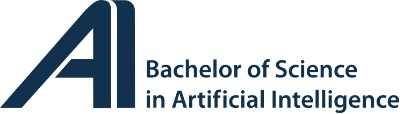 AI
Bachelor of Science
in Artificial Intelligence